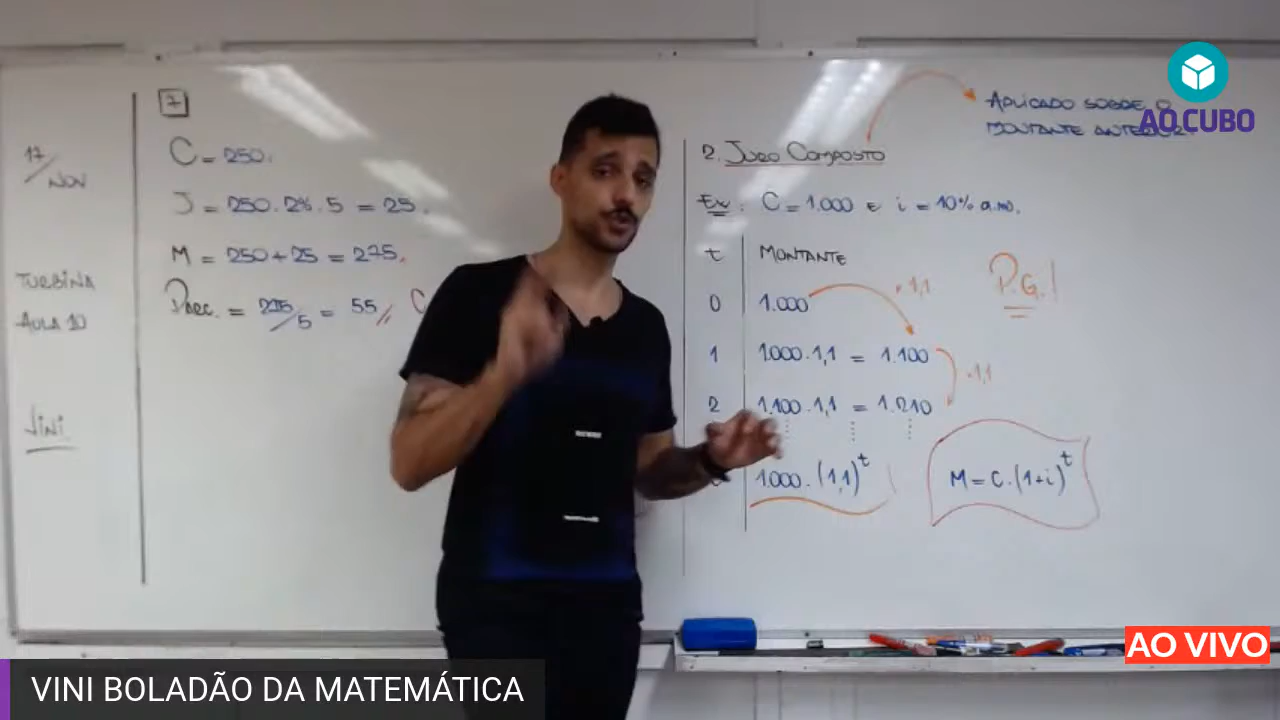 17/NOV
TURBINA
AULA 10
Vini
7
C = 250.
J = 250.2%.5 = 25.
M = 250+25 = 275.
Parc. = 275/5 = 55// C
2. Juro Composto
APLICADO SOBRE O
MONTANTE ANTERIOR.
Ex: C = 1.000 e i = 10% a.m.
t MONTANTE
0 1.000
.1,1
1 1.000.1,1 = 1.100
.1,1
2 1.100.1,1 = 1.210
1.000.(1,1)^t
M = C.(1+i)^t
P.G.!
AO CUBO
AO VIVO
VINI BOLADÃO DA MATEMÁTICA